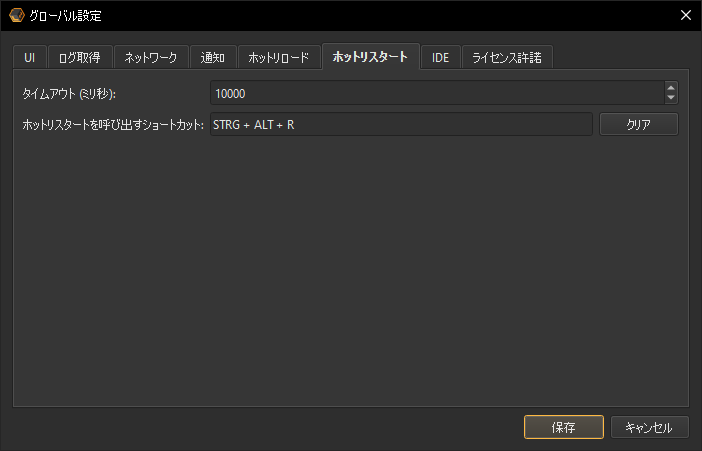 グローバル設定
UI ログ取得 ネットワーク 通知 ホットリロード ホットリスタート IDE ライセンス許諾
タイムアウト (ミリ秒): 10000
ホットリスタートを呼び出すショートカット: STRG + ALT + R クリア
保存 キャンセル